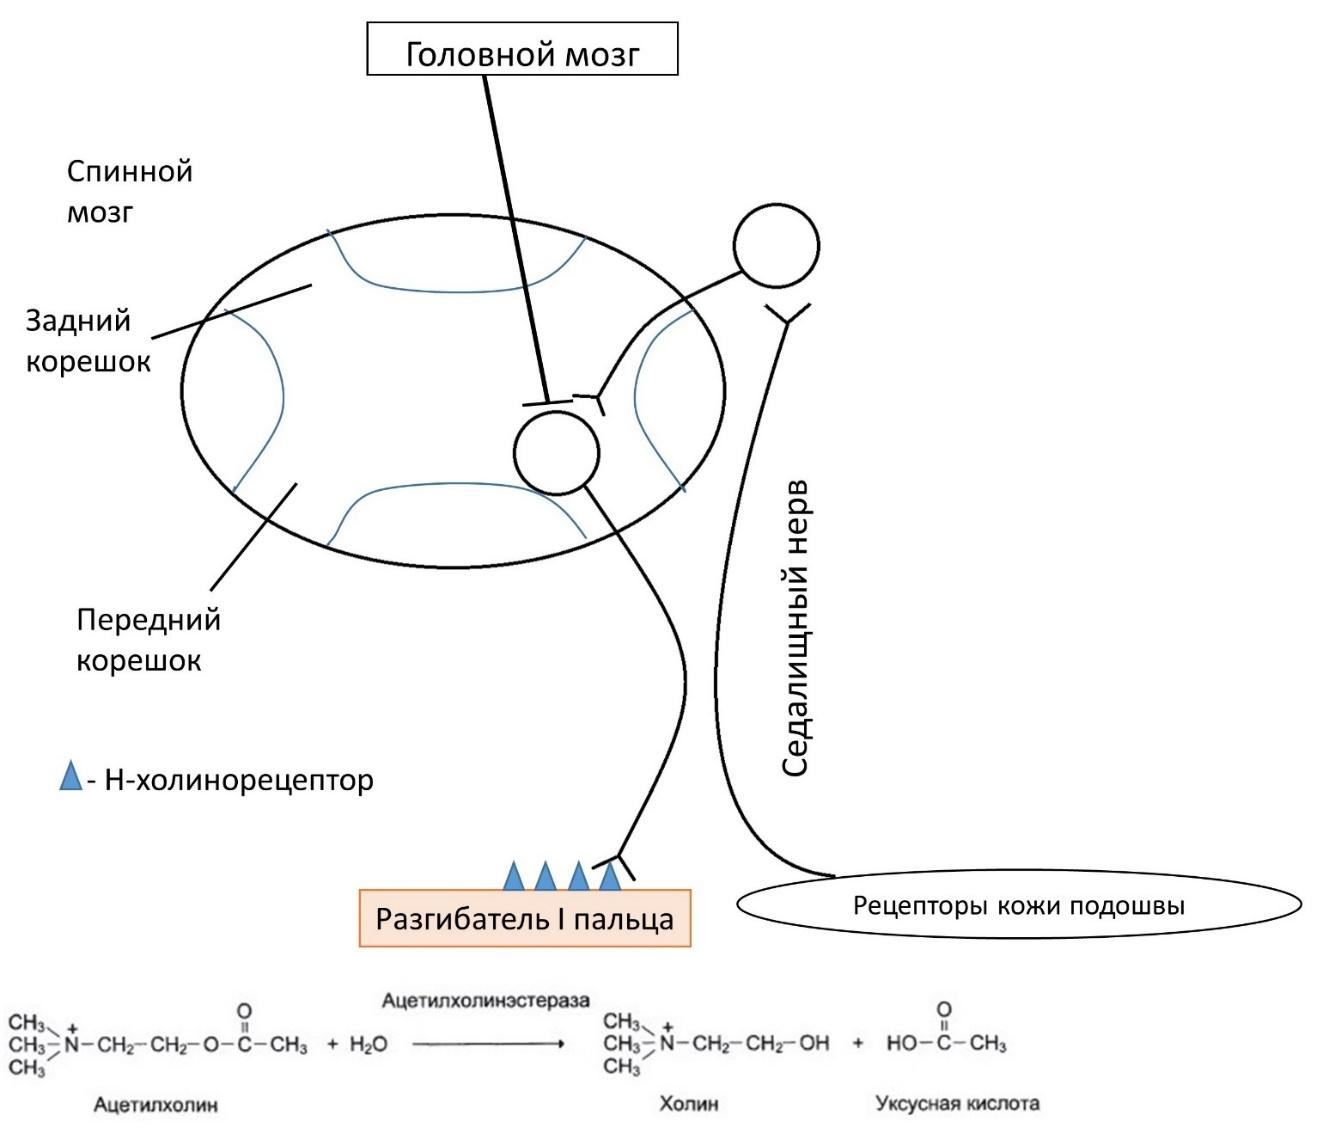 Головной мозг
Спинной
мозг
Задний
корешок
Передний
корешок
Седалищный нерв
- Н-холинорецептор
Разгибатель I пальца
Рецепторы кожи подошвы
Ацетилхолинэстераза
CH₃
CH₃–N⁺–CH₂–CH₂–O–C(=O)–CH₃ + H₂O → CH₃–N⁺–CH₂–CH₂–OH + HO–C(=O)–CH₃
CH₃
CH₃
CH₃
Ацетилхолин
Холин
Уксусная кислота